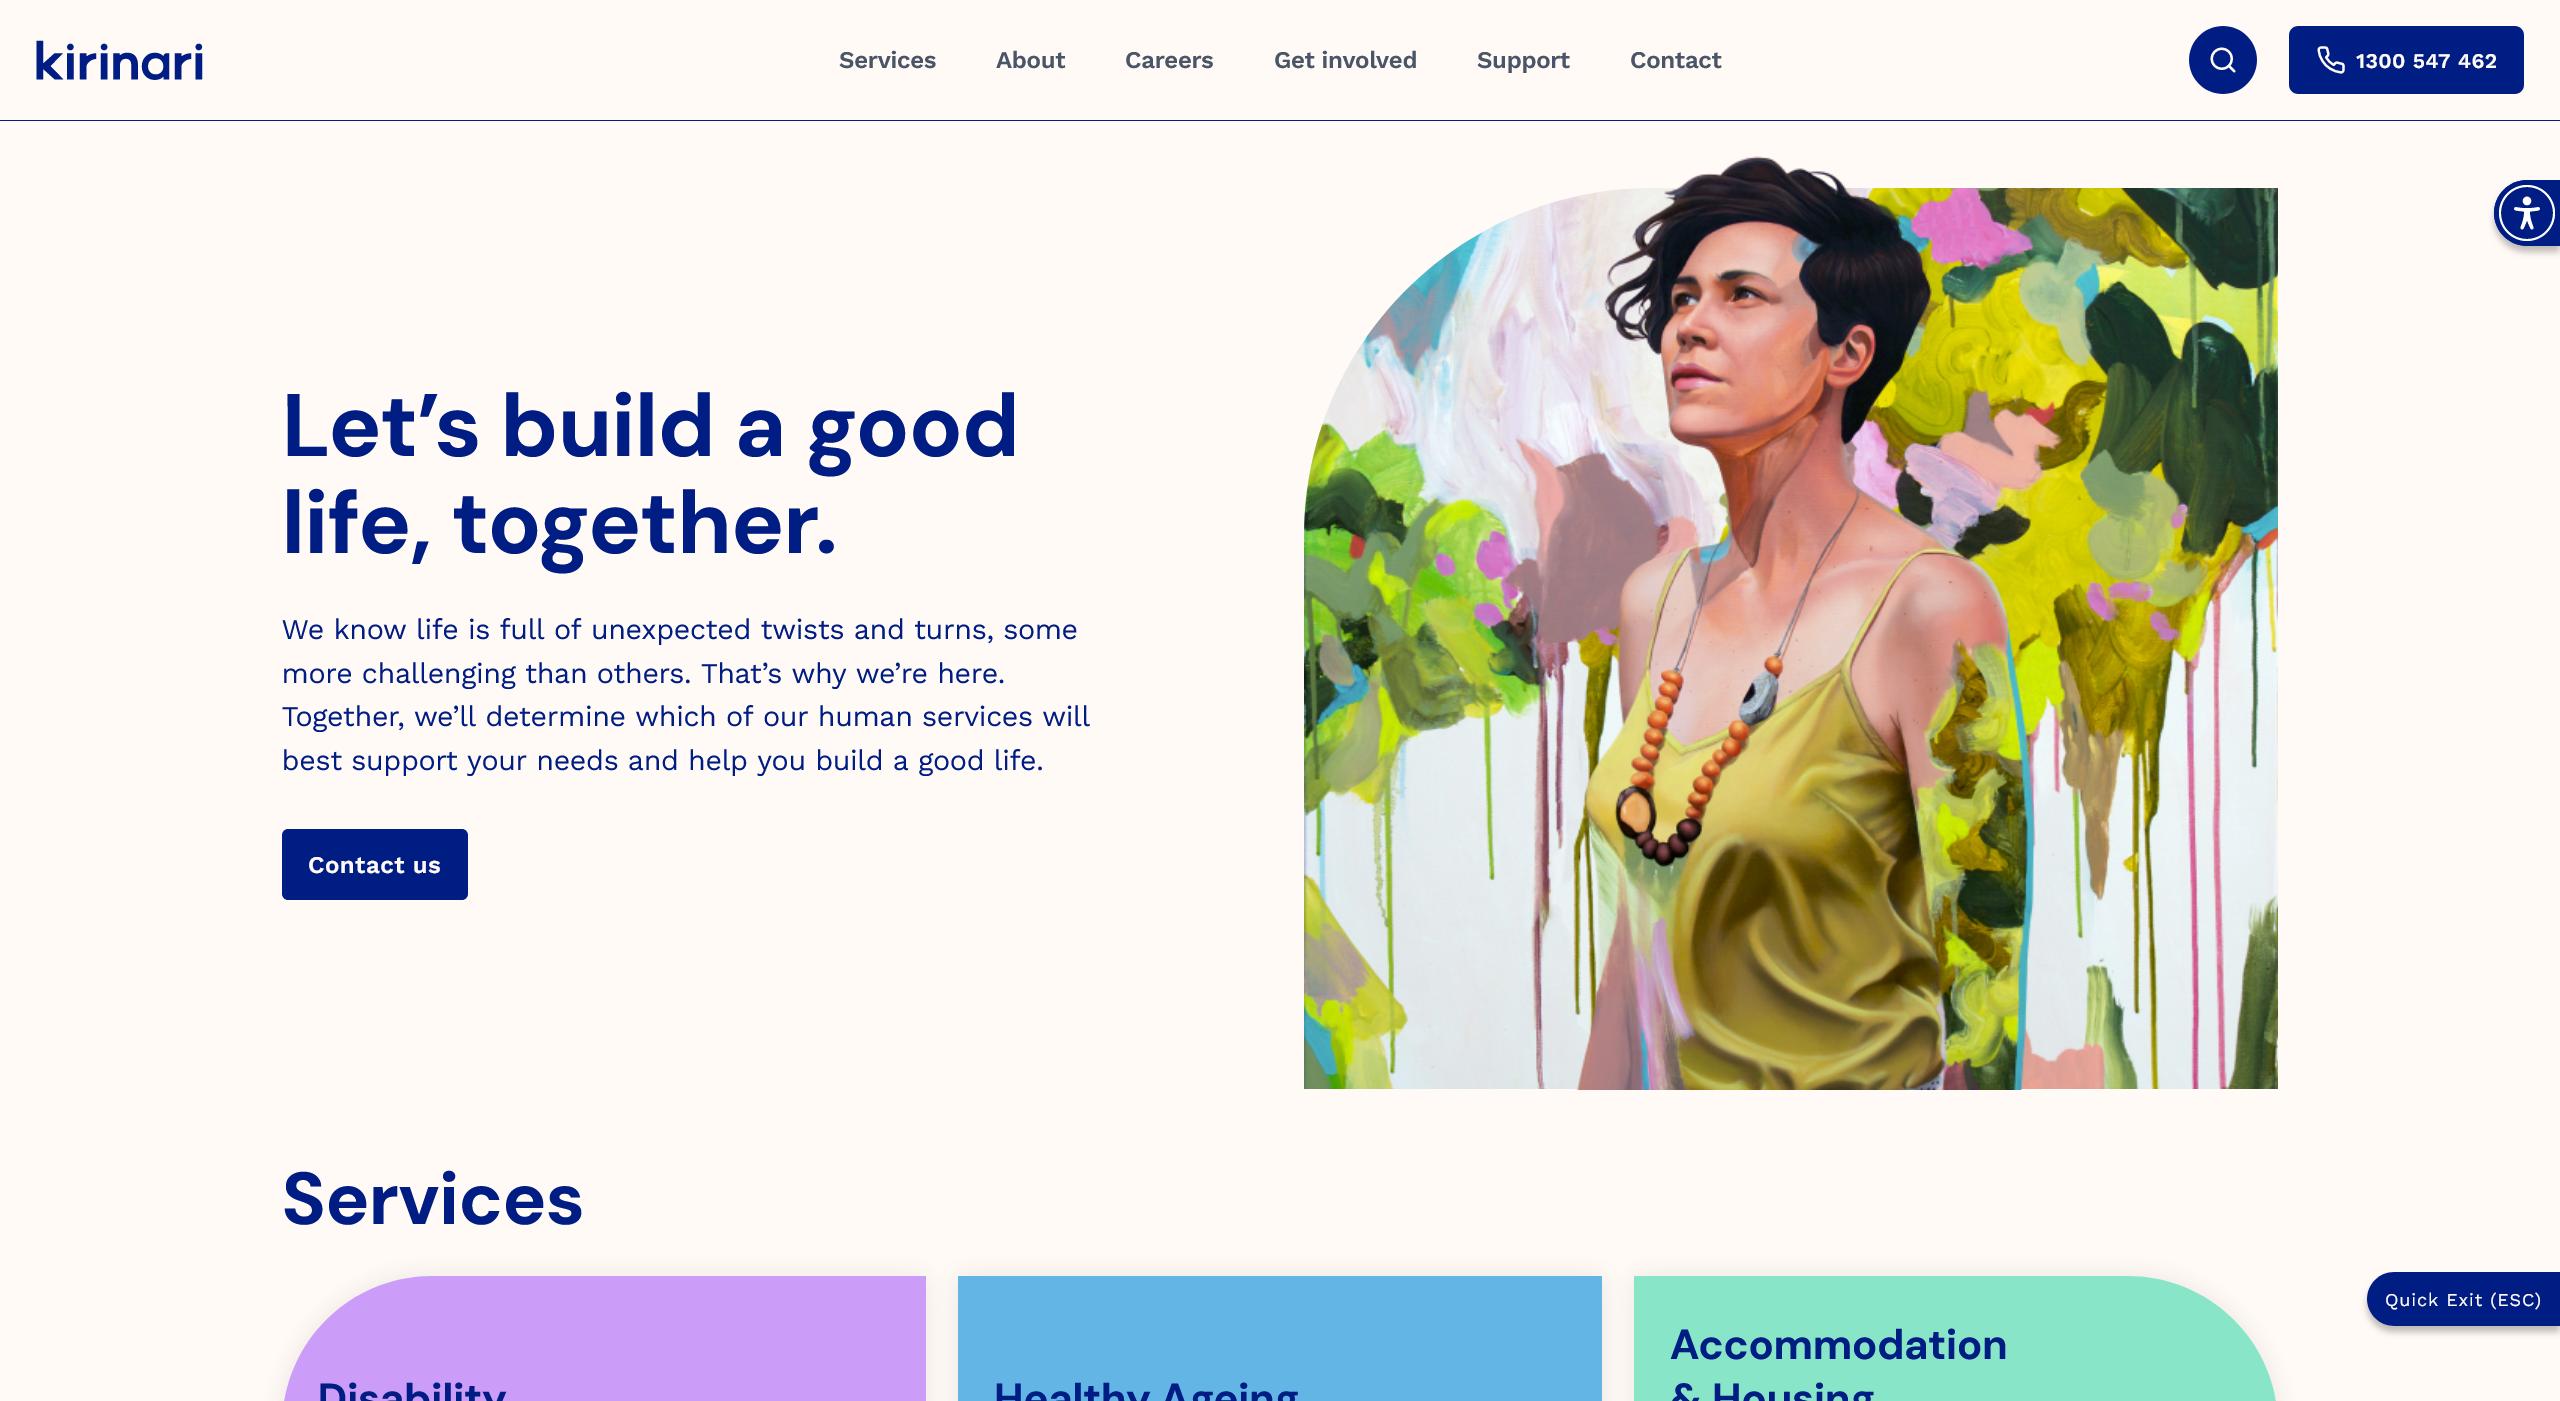 kirinari
Services
About
Careers
Get involved
Support
Contact
1300 547 462
Let’s build a good
life, together.
We know life is full of unexpected twists and turns, some
more challenging than others. That’s why we’re here.
Together, we’ll determine which of our human services will
best support your needs and help you build a good life.
Contact us
Services
Disability
Healthy Ageing
Accommodation
& Housing
Quick Exit (ESC)